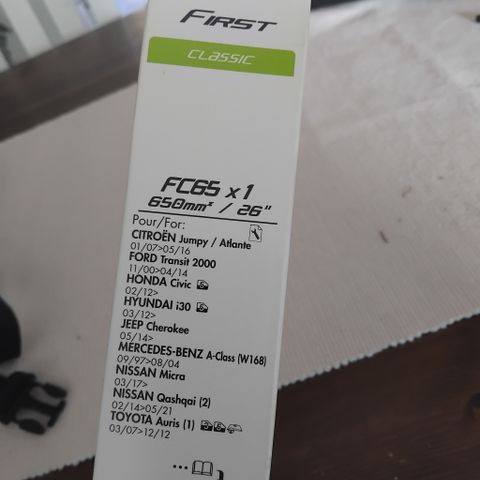 FIRST
CLASSIC
FC65 x 1
650mm / 26"
Pour/For:
CITROËN Jumpy / Atlante
01/07>05/16
FORD Transit 2000
11/00>04/14
HONDA Civic
02/12>
HYUNDAI i30
03/12>
JEEP Cherokee
05/14>
MERCEDES-BENZ A-Class (W168)
09/97>08/04
NISSAN Micra
03/17>
NISSAN Qashqai (2)
02/14>05/21
TOYOTA Auris (1)
03/07>12/12
...